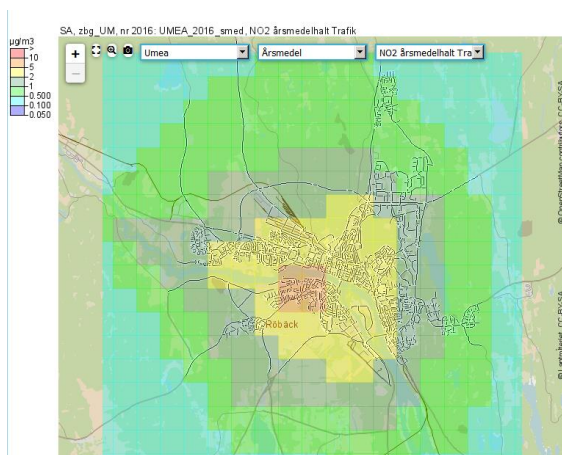 SA, zbg_UM, nr 2016: UMEA_2016_smed, NO2 årsmedelhalt Trafik
µg/m3
>
10
5
2
1
0.500
0.100
0.050
+
−
Umea
Årsmedel
NO2 årsmedelhalt Tra
Röbäck